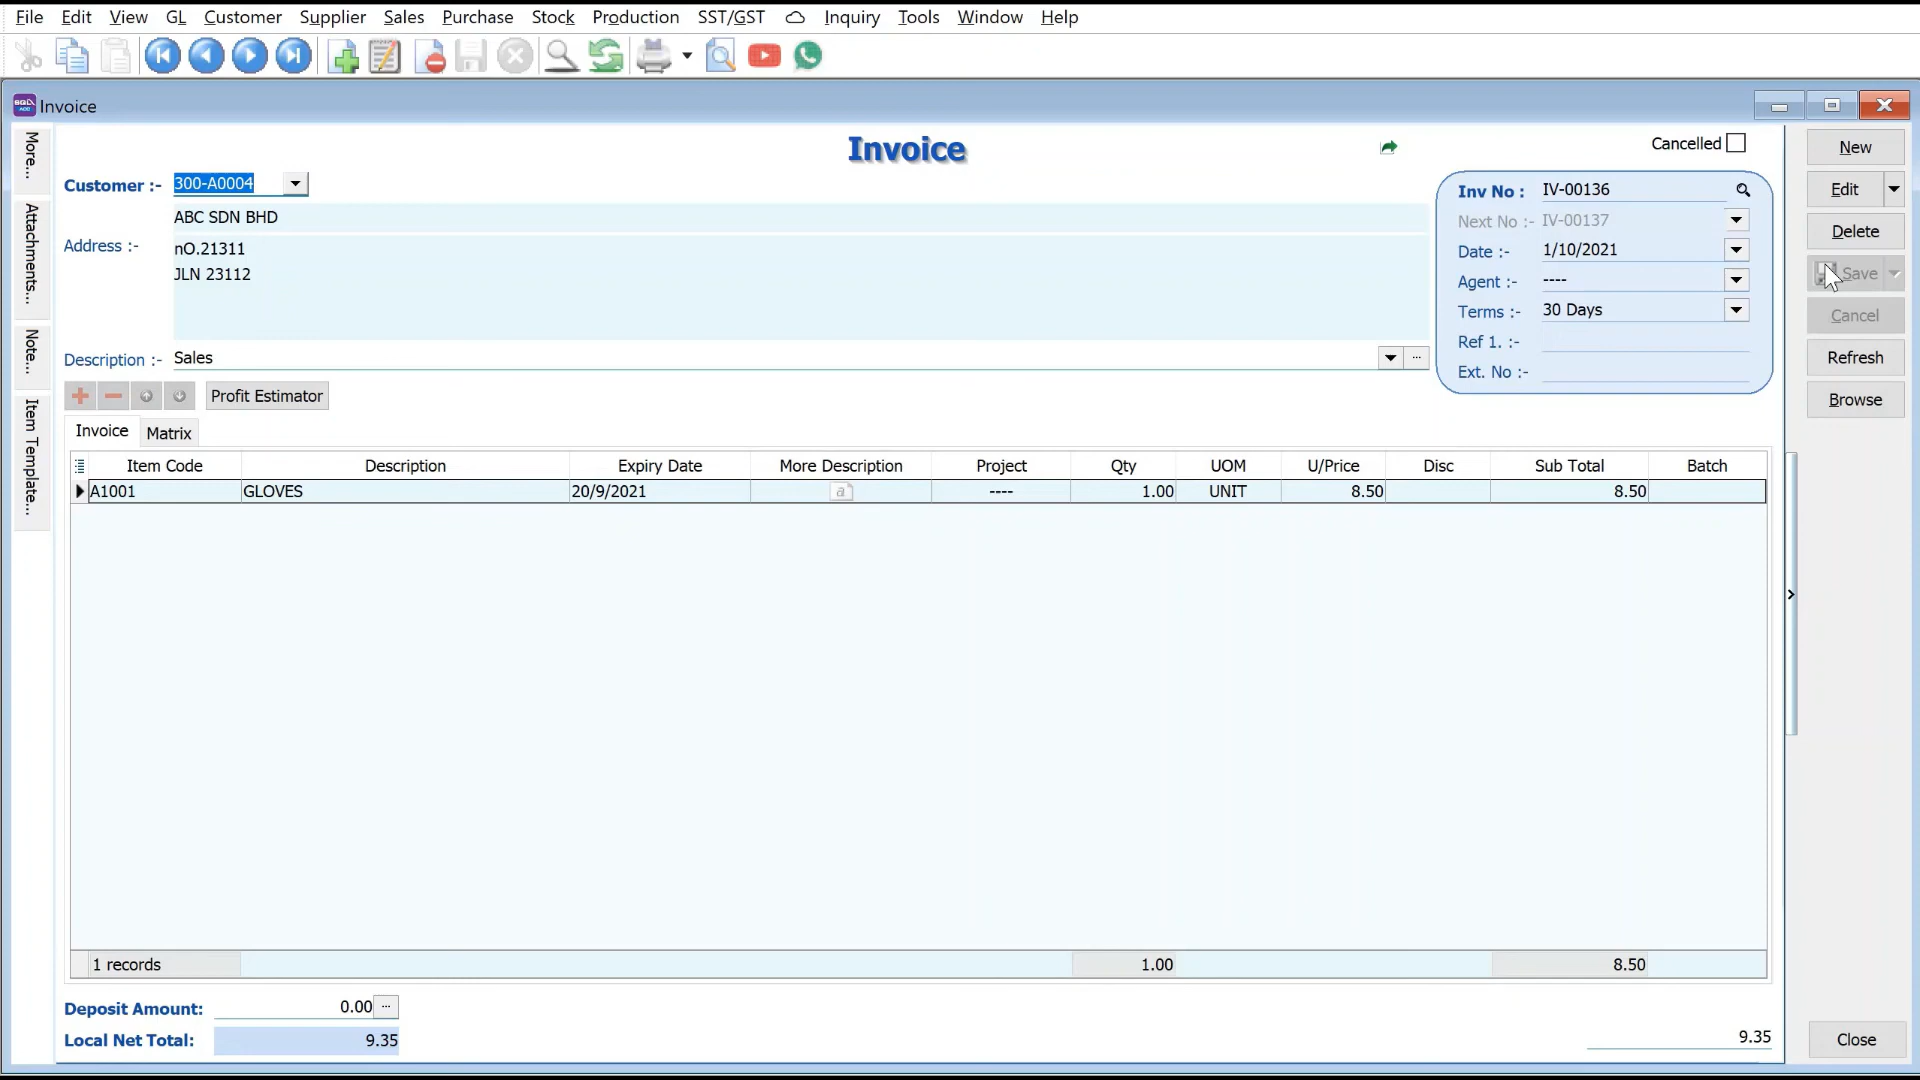 File Edit View GL Customer Supplier Sales Purchase Stock Production SST/GST Inquiry Tools Window Help
Invoice
Invoice
Cancelled
Customer :- 300-A0004
ABC SDN BHD
Address :- nO.21311
JLN 23112
Description :- Sales ...
Inv No : IV-00136
Next No :- IV-00137
Date :- 1/10/2021
Agent :- ----
Terms :- 30 Days
Ref 1. :-
Ext. No :-
More...
Attachments...
Note...
Item Template...
Profit Estimator
Invoice Matrix
Item Code Description Expiry Date More Description Project Qty UOM U/Price Disc Sub Total Batch
A1001 GLOVES 20/9/2021 a ---- 1.00 UNIT 8.50 8.50
1 records 1.00 8.50
Deposit Amount: 0.00 ...
Local Net Total: 9.35
9.35
New
Edit
Delete
Save
Cancel
Refresh
Browse
Close